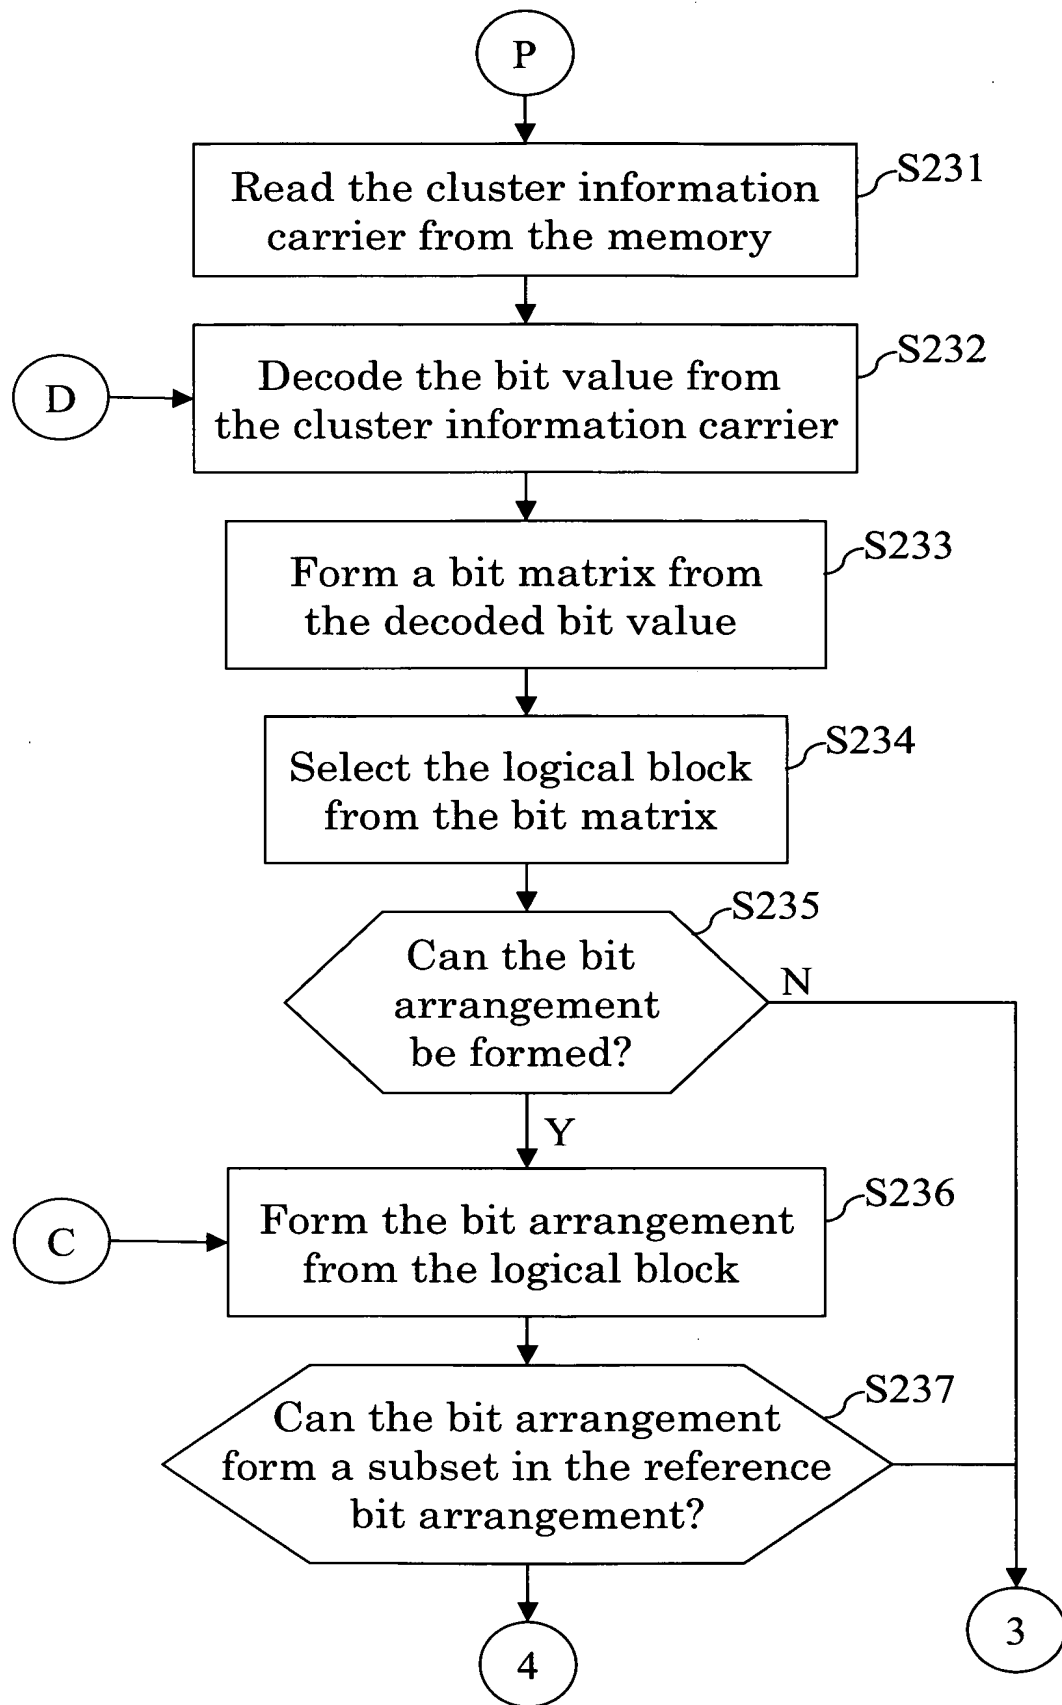 P
S231
Read the cluster information
carrier from the memory
S232
D
Decode the bit value from
the cluster information carrier
S233
Form a bit matrix from
the decoded bit value
S234
Select the logical block
from the bit matrix
S235
Can the bit
arrangement
be formed?
N
Y
S236
C
Form the bit arrangement
from the logical block
S237
Can the bit arrangement
form a subset in the reference
bit arrangement?
3
4